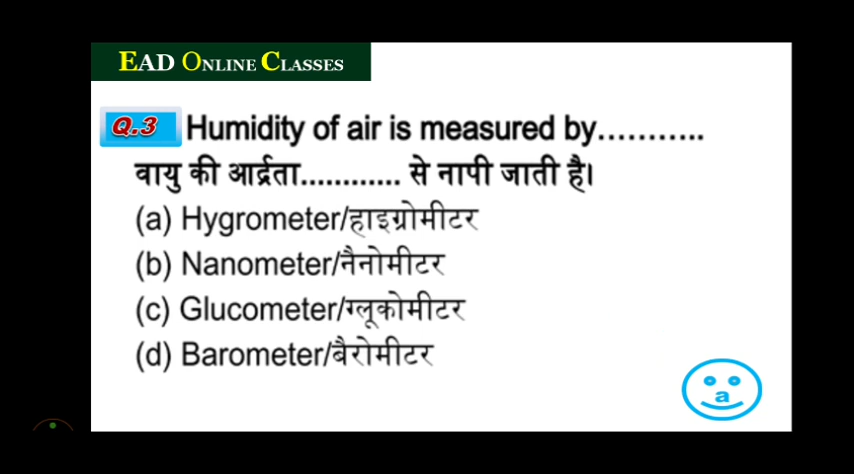 EAD ONLINE CLASSES
Q.3 Humidity of air is measured by...........
वायु की आर्द्रता............ से नापी जाती है।
(a) Hygrometer/हाइग्रोमीटर
(b) Nanometer/नैनोमीटर
(c) Glucometer/ग्लूकोमीटर
(d) Barometer/बैरोमीटर
a